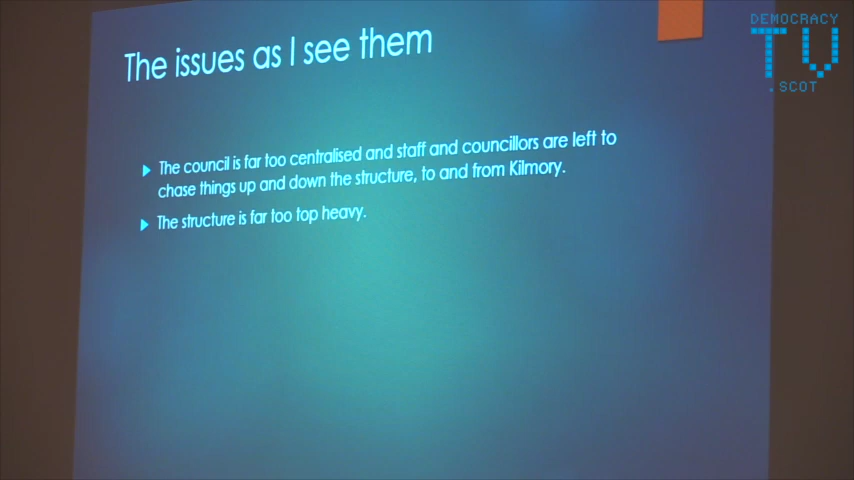 DEMOCRACY
TV
.SCOT
The issues as I see them
The council is far too centralised and staff and councillors are left to
chase things up and down the structure, to and from Kilmory.
The structure is far too top heavy.